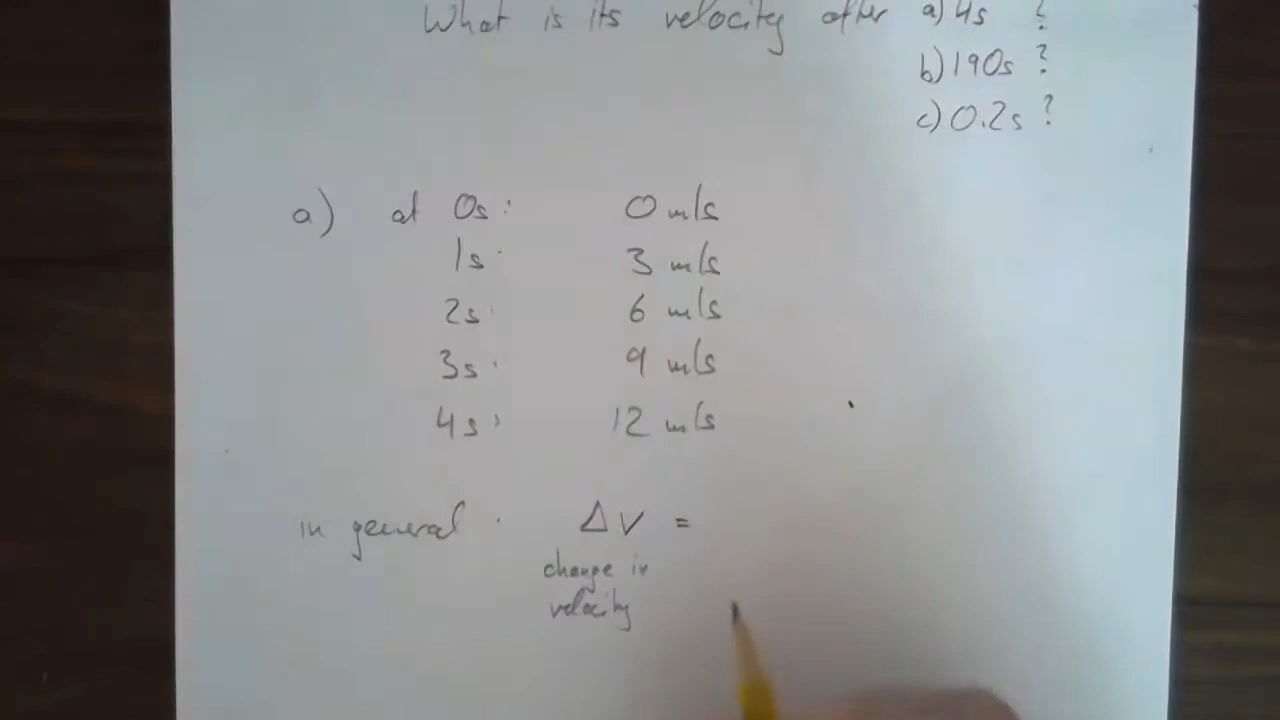 What is its velocity after a) 4s ?
b) 190s ?
c) 0.2s ?
a) at 0s: 0 m/s
1s: 3 m/s
2s: 6 m/s
3s: 9 m/s
4s: 12 m/s
in general: Δv =
change in
velocity